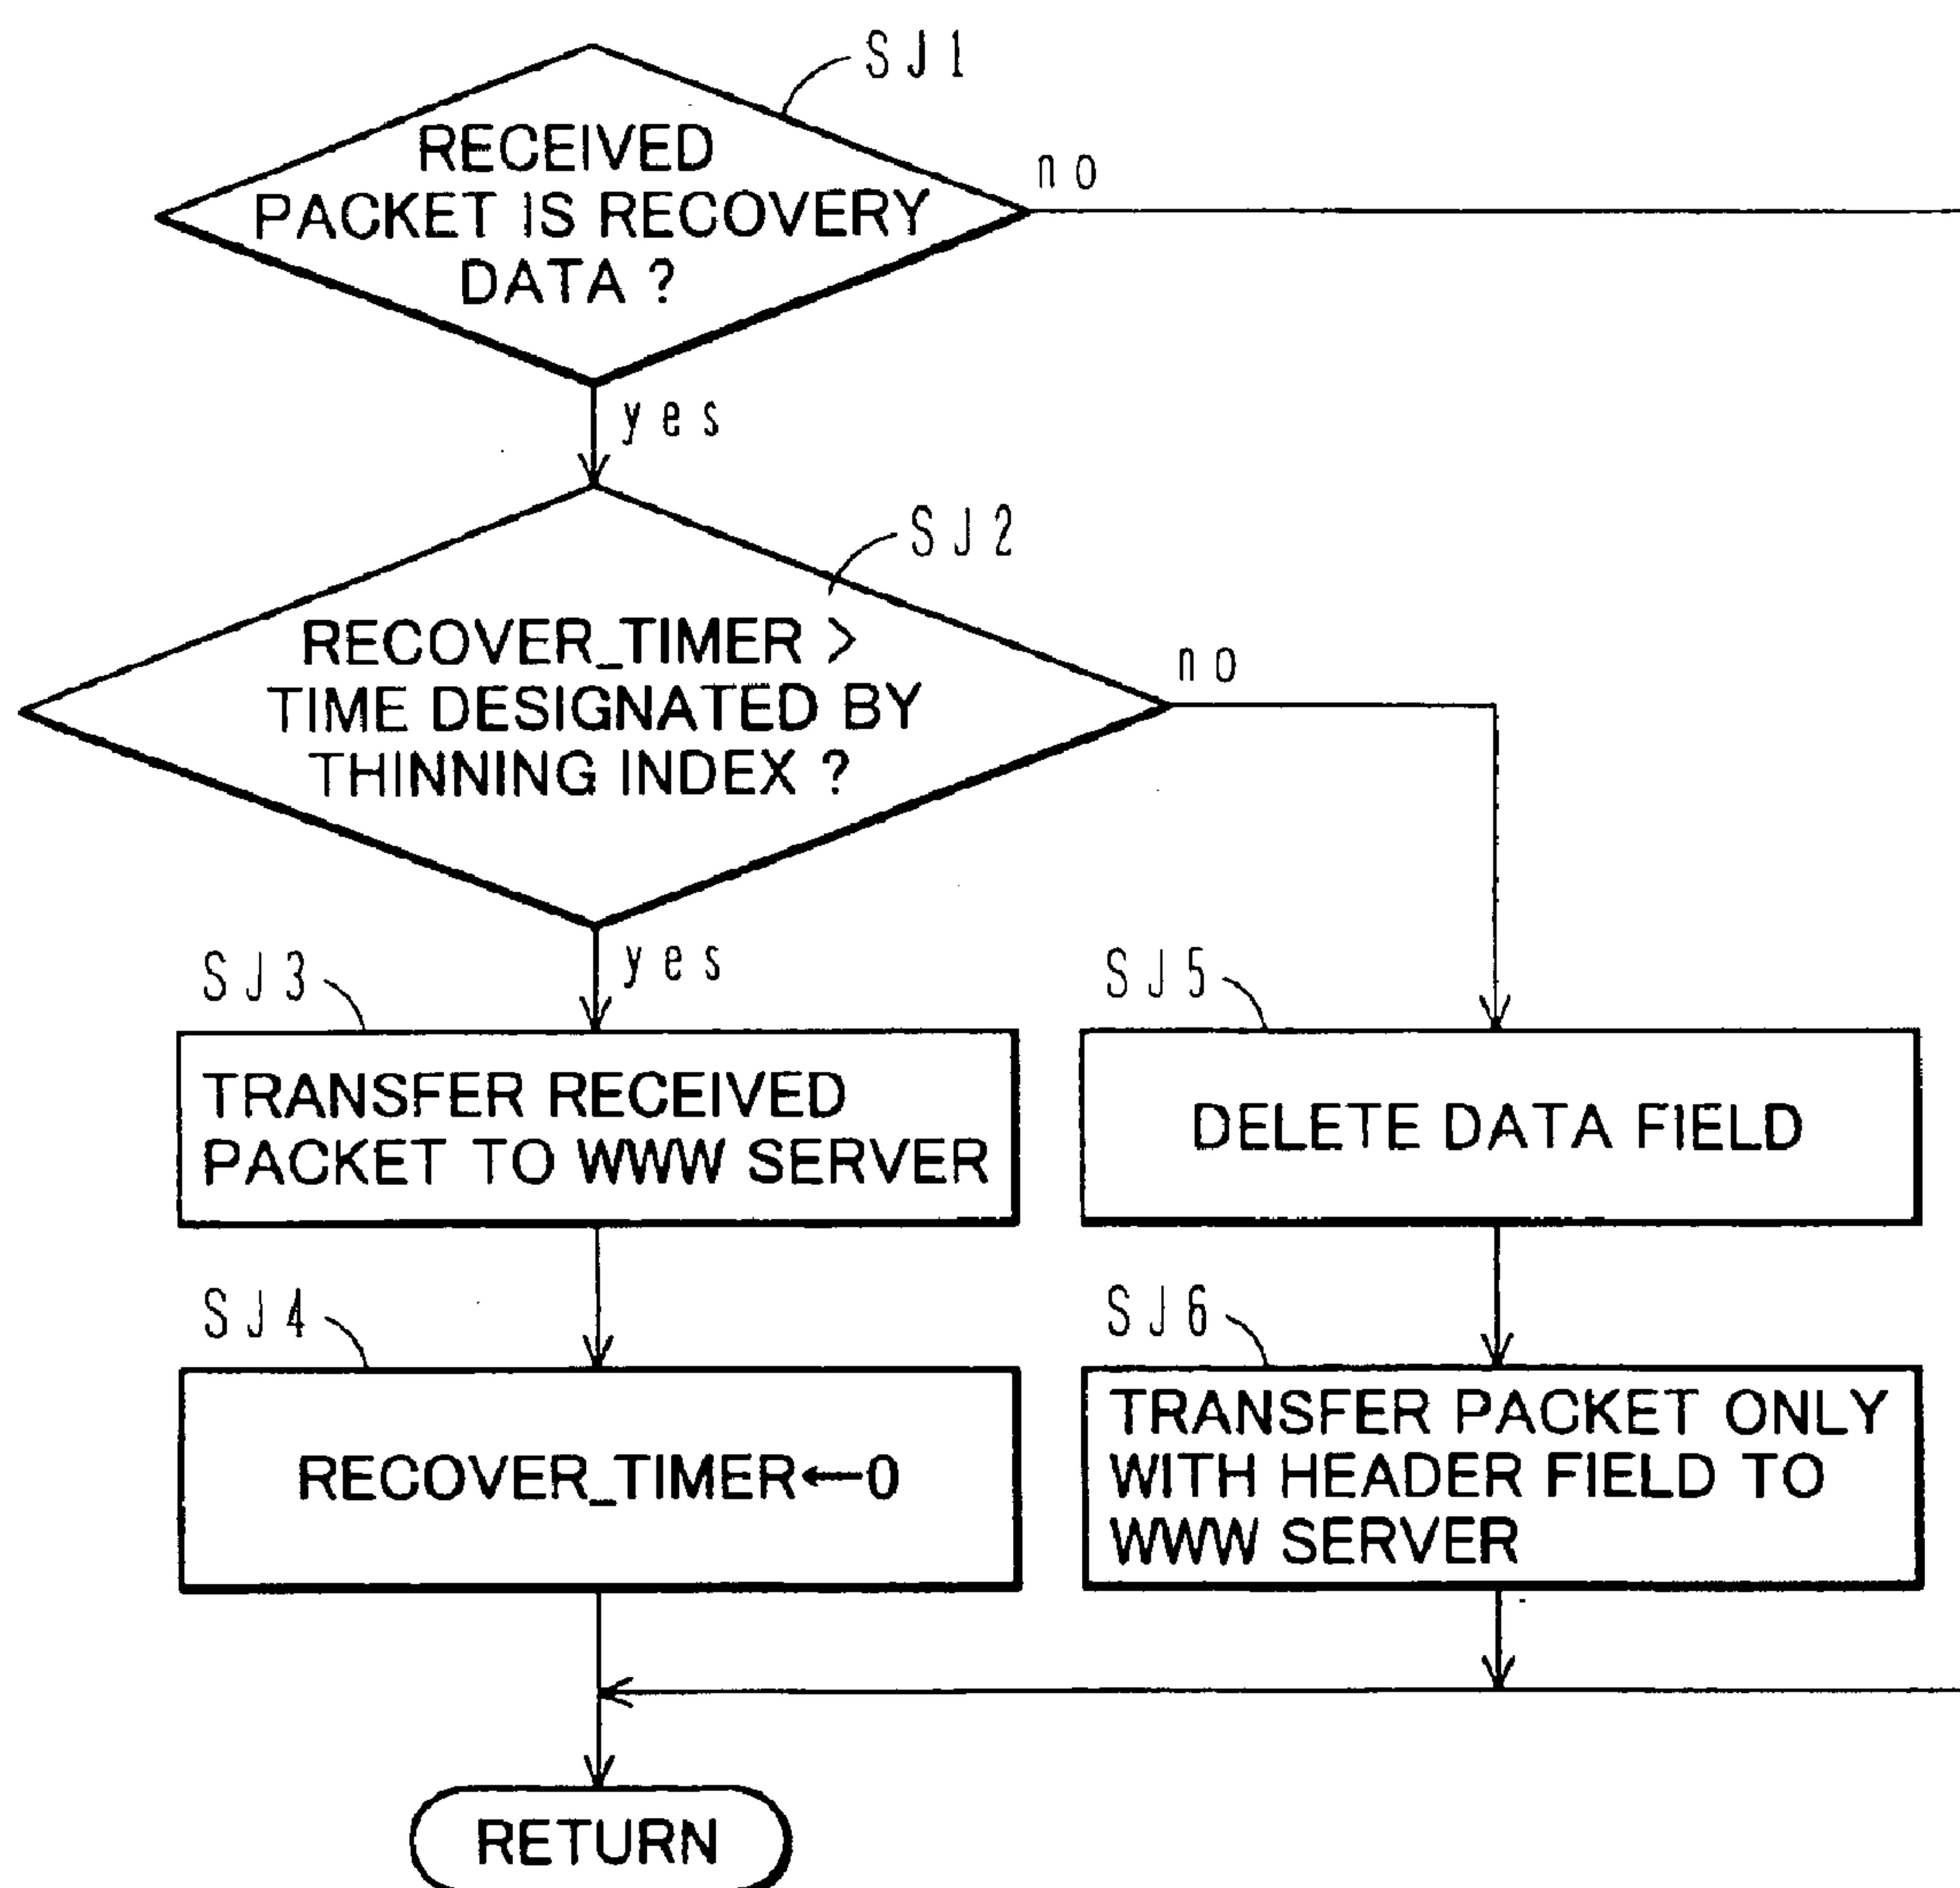 SJ1
RECEIVED
PACKET IS RECOVERY
DATA ?
no
yes
SJ2
RECOVER_TIMER >
TIME DESIGNATED BY
THINNING INDEX ?
no
yes
SJ3
TRANSFER RECEIVED
PACKET TO WWW SERVER
SJ5
DELETE DATA FIELD
SJ4
RECOVER_TIMER←0
SJ6
TRANSFER PACKET ONLY
WITH HEADER FIELD TO
WWW SERVER
RETURN